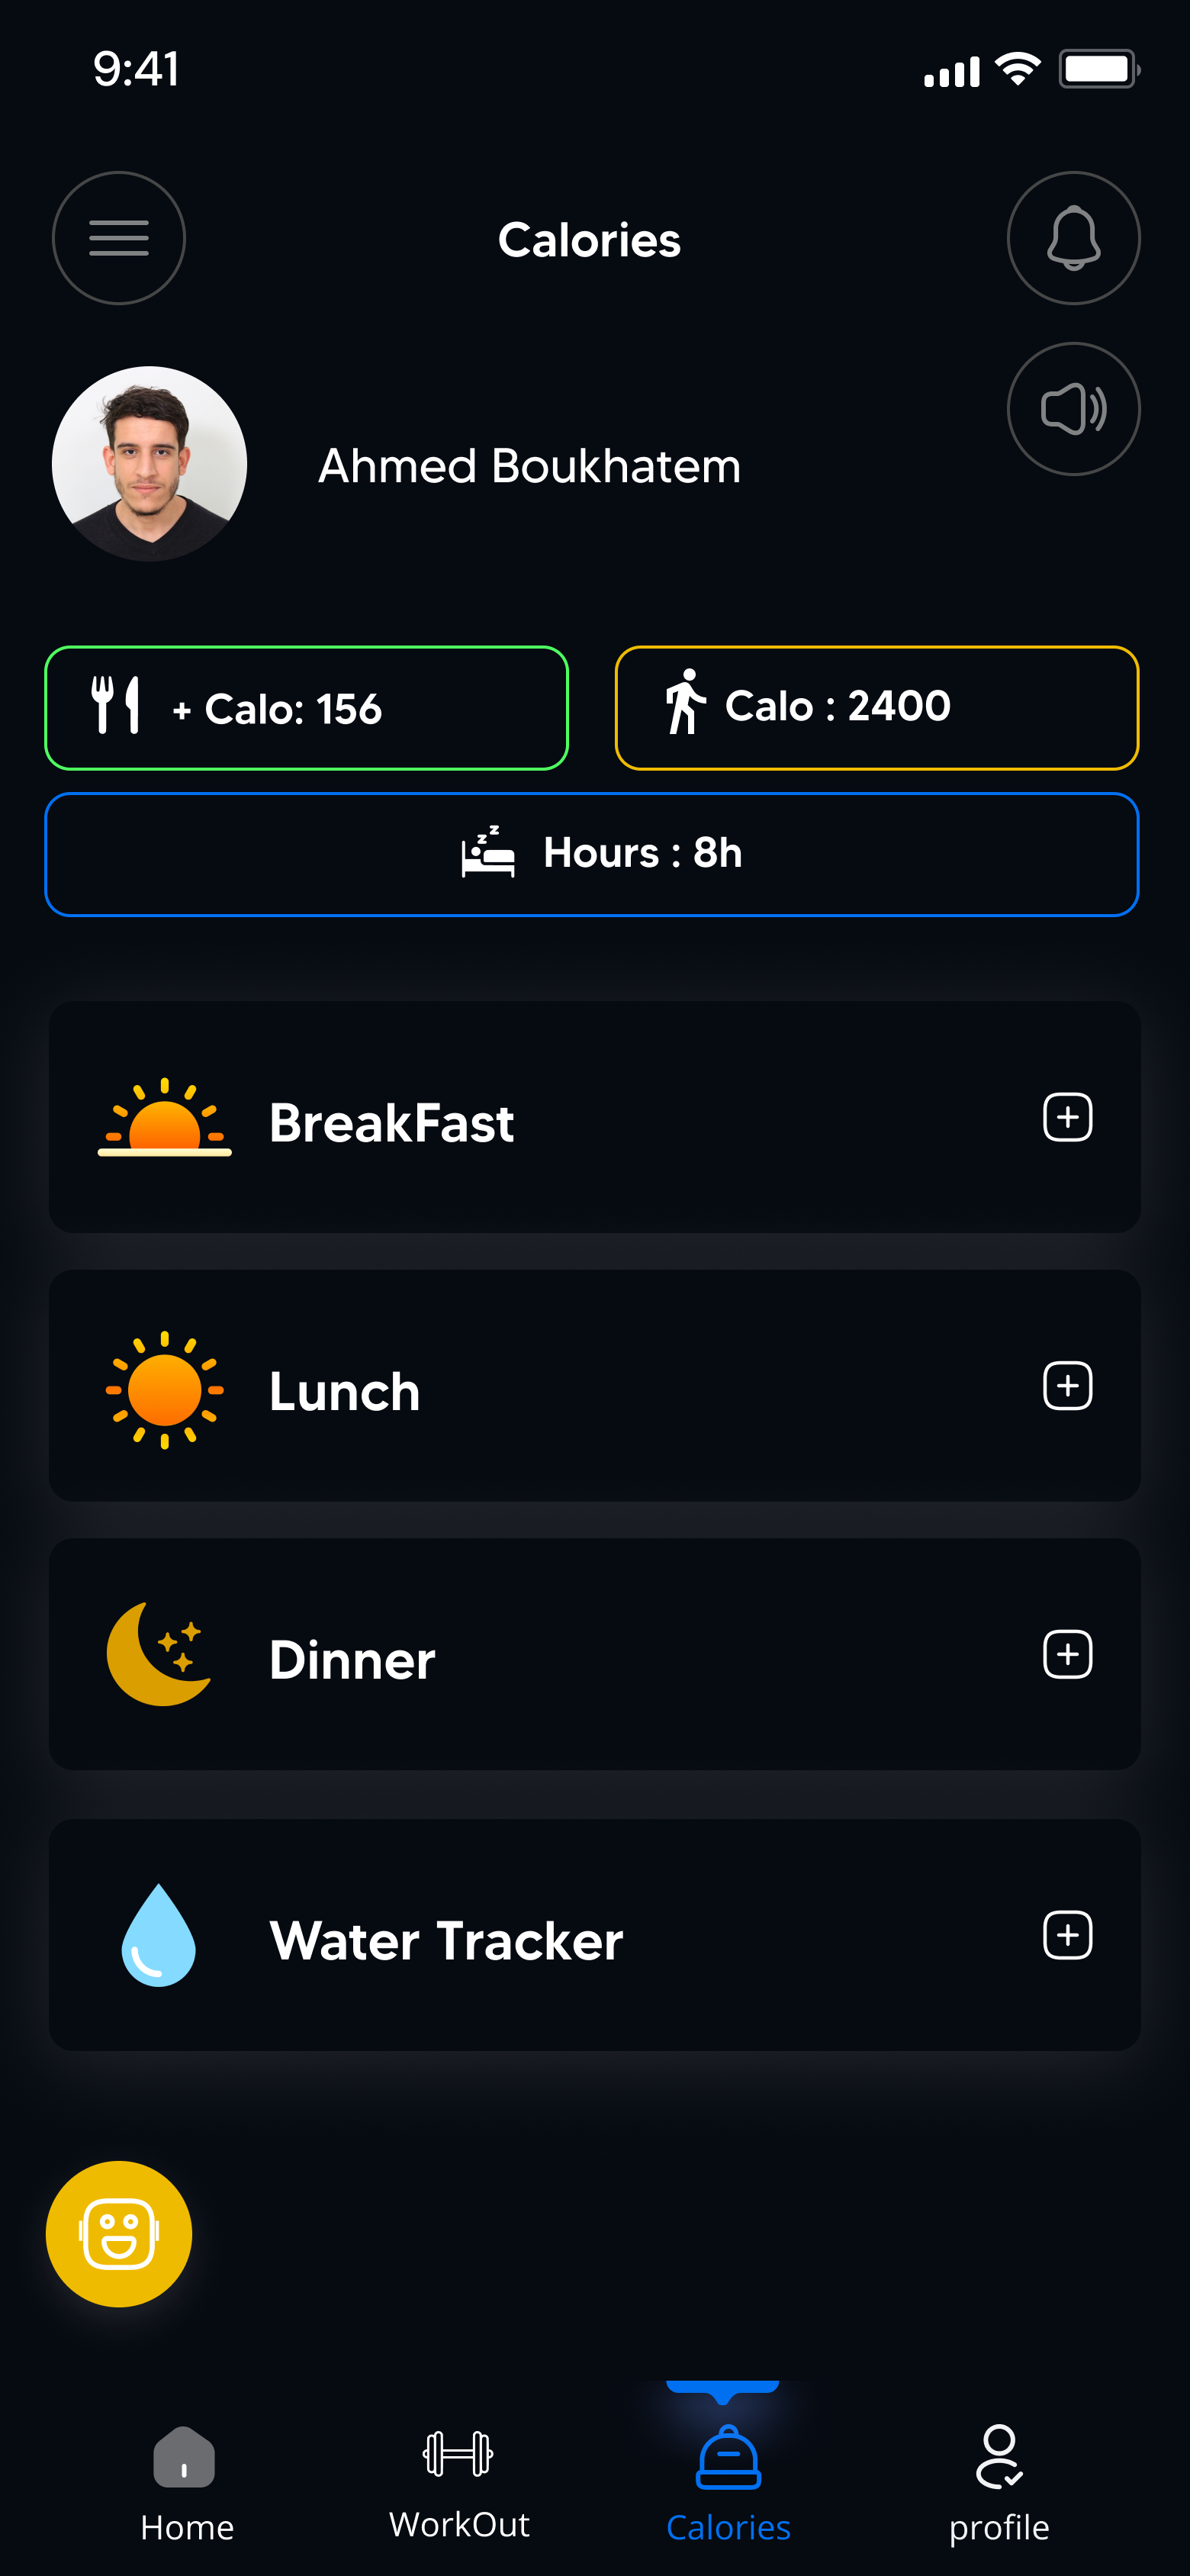 9:41
Calories
Ahmed Boukhatem
+ Calo: 156
Calo : 2400
Hours : 8h
BreakFast
Lunch
Dinner
Water Tracker
Home
WorkOut
Calories
profile